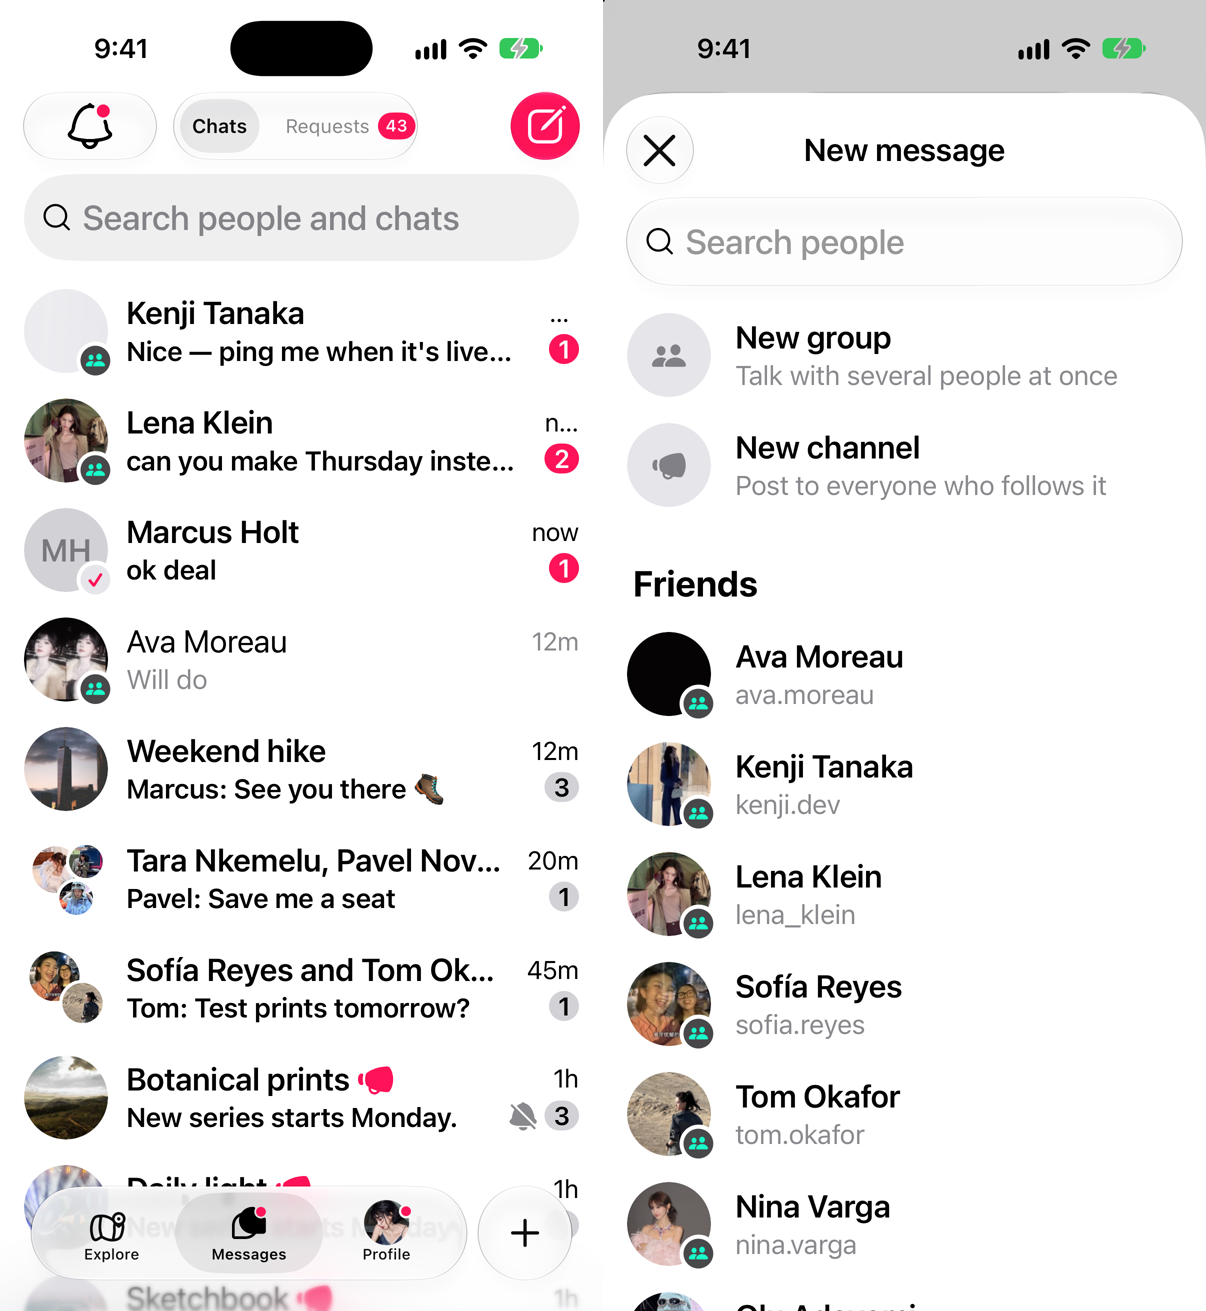 9:41
Chats
Requests 43
Search people and chats
Kenji Tanaka ...
Nice — ping me when it's live... 1
Lena Klein n...
can you make Thursday inste... 2
MH
Marcus Holt now
ok deal 1
Ava Moreau 12m
Will do
Weekend hike 12m
Marcus: See you there 🥾 3
Tara Nkemelu, Pavel Nov... 20m
Pavel: Save me a seat 1
Sofía Reyes and Tom Ok... 45m
Tom: Test prints tomorrow? 1
Botanical prints 1h
New series starts Monday. 3
Daily light 1h
New series starts Monday
Explore
Messages
Profile
Sketchbook 1h
9:41
New message
Search people
New group
Talk with several people at once
New channel
Post to everyone who follows it
Friends
Ava Moreau
ava.moreau
Kenji Tanaka
kenji.dev
Lena Klein
lena_klein
Sofía Reyes
sofia.reyes
Tom Okafor
tom.okafor
Nina Varga
nina.varga